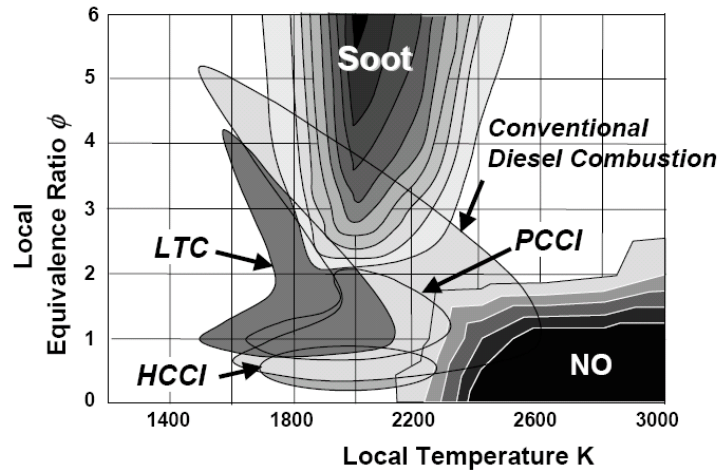 6
5
4
3
2
1
0
Local
Equivalence Ratio ϕ
Soot
Conventional
Diesel Combustion
LTC
PCCI
HCCI
NO
1400
1800
2200
2600
3000
Local Temperature K